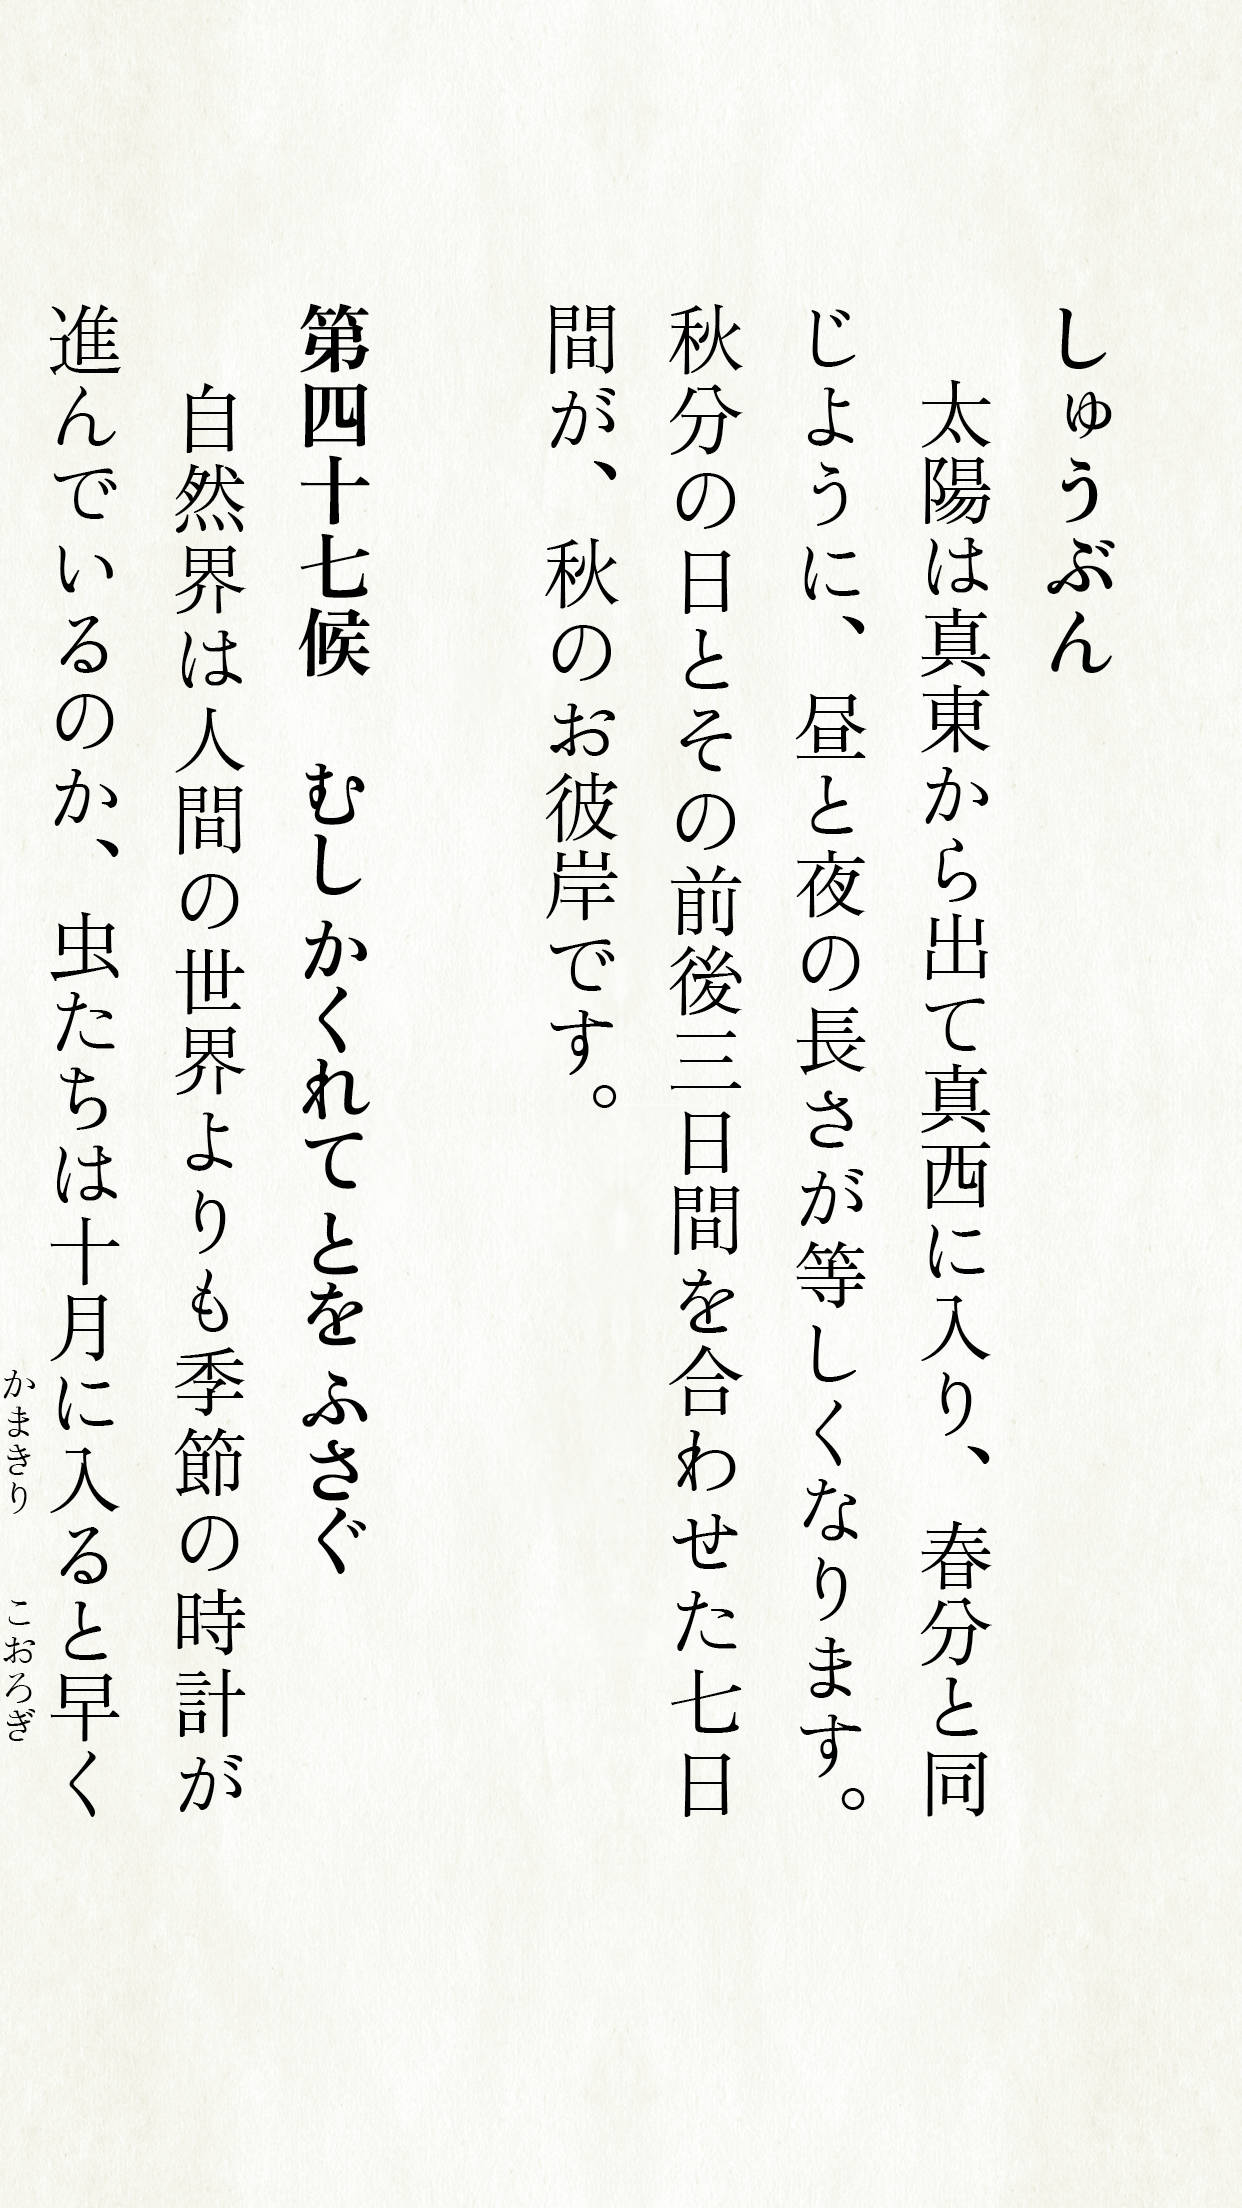 しゅうぶん
太陽は真東から出て真西に入り、春分と同
じように、昼と夜の長さが等しくなります。
秋分の日とその前後三日間を合わせた七日
間が、秋のお彼岸です。
第四十七候　むしかくれてとをふさぐ
自然界は人間の世界よりも季節の時計が
進んでいるのか、虫たちは十月に入ると早く
かまきり　こおろぎ